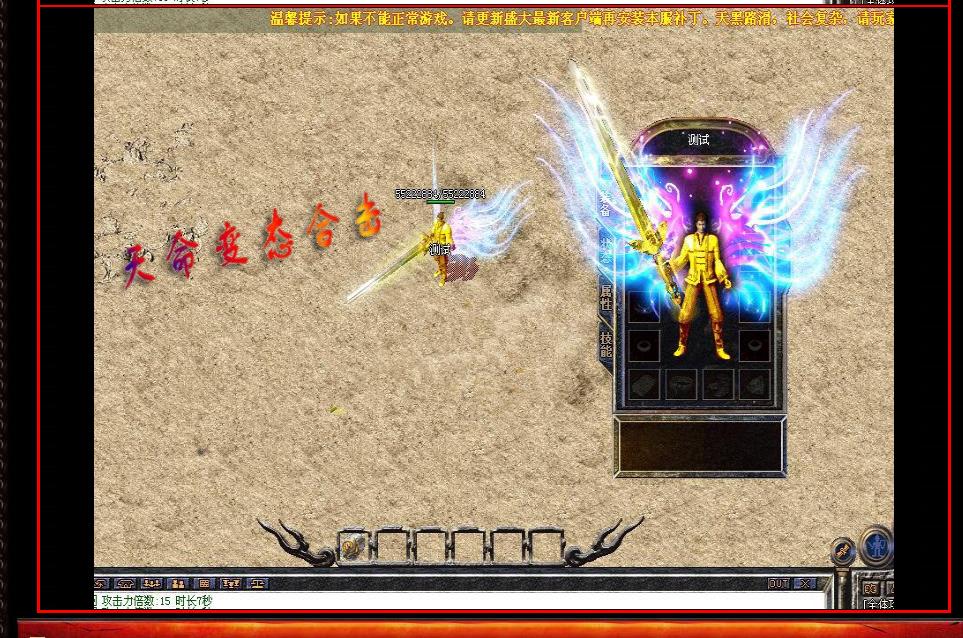 温馨提示:如果不能正常游戏。请更新盛大最新客户端再安装本服补丁。天黑路滑，社会复杂，请玩家
测试
天命变态合击
测试
装备
状态
属性
技能
OUT X
攻击力倍数:15 时长7秒
[全体攻